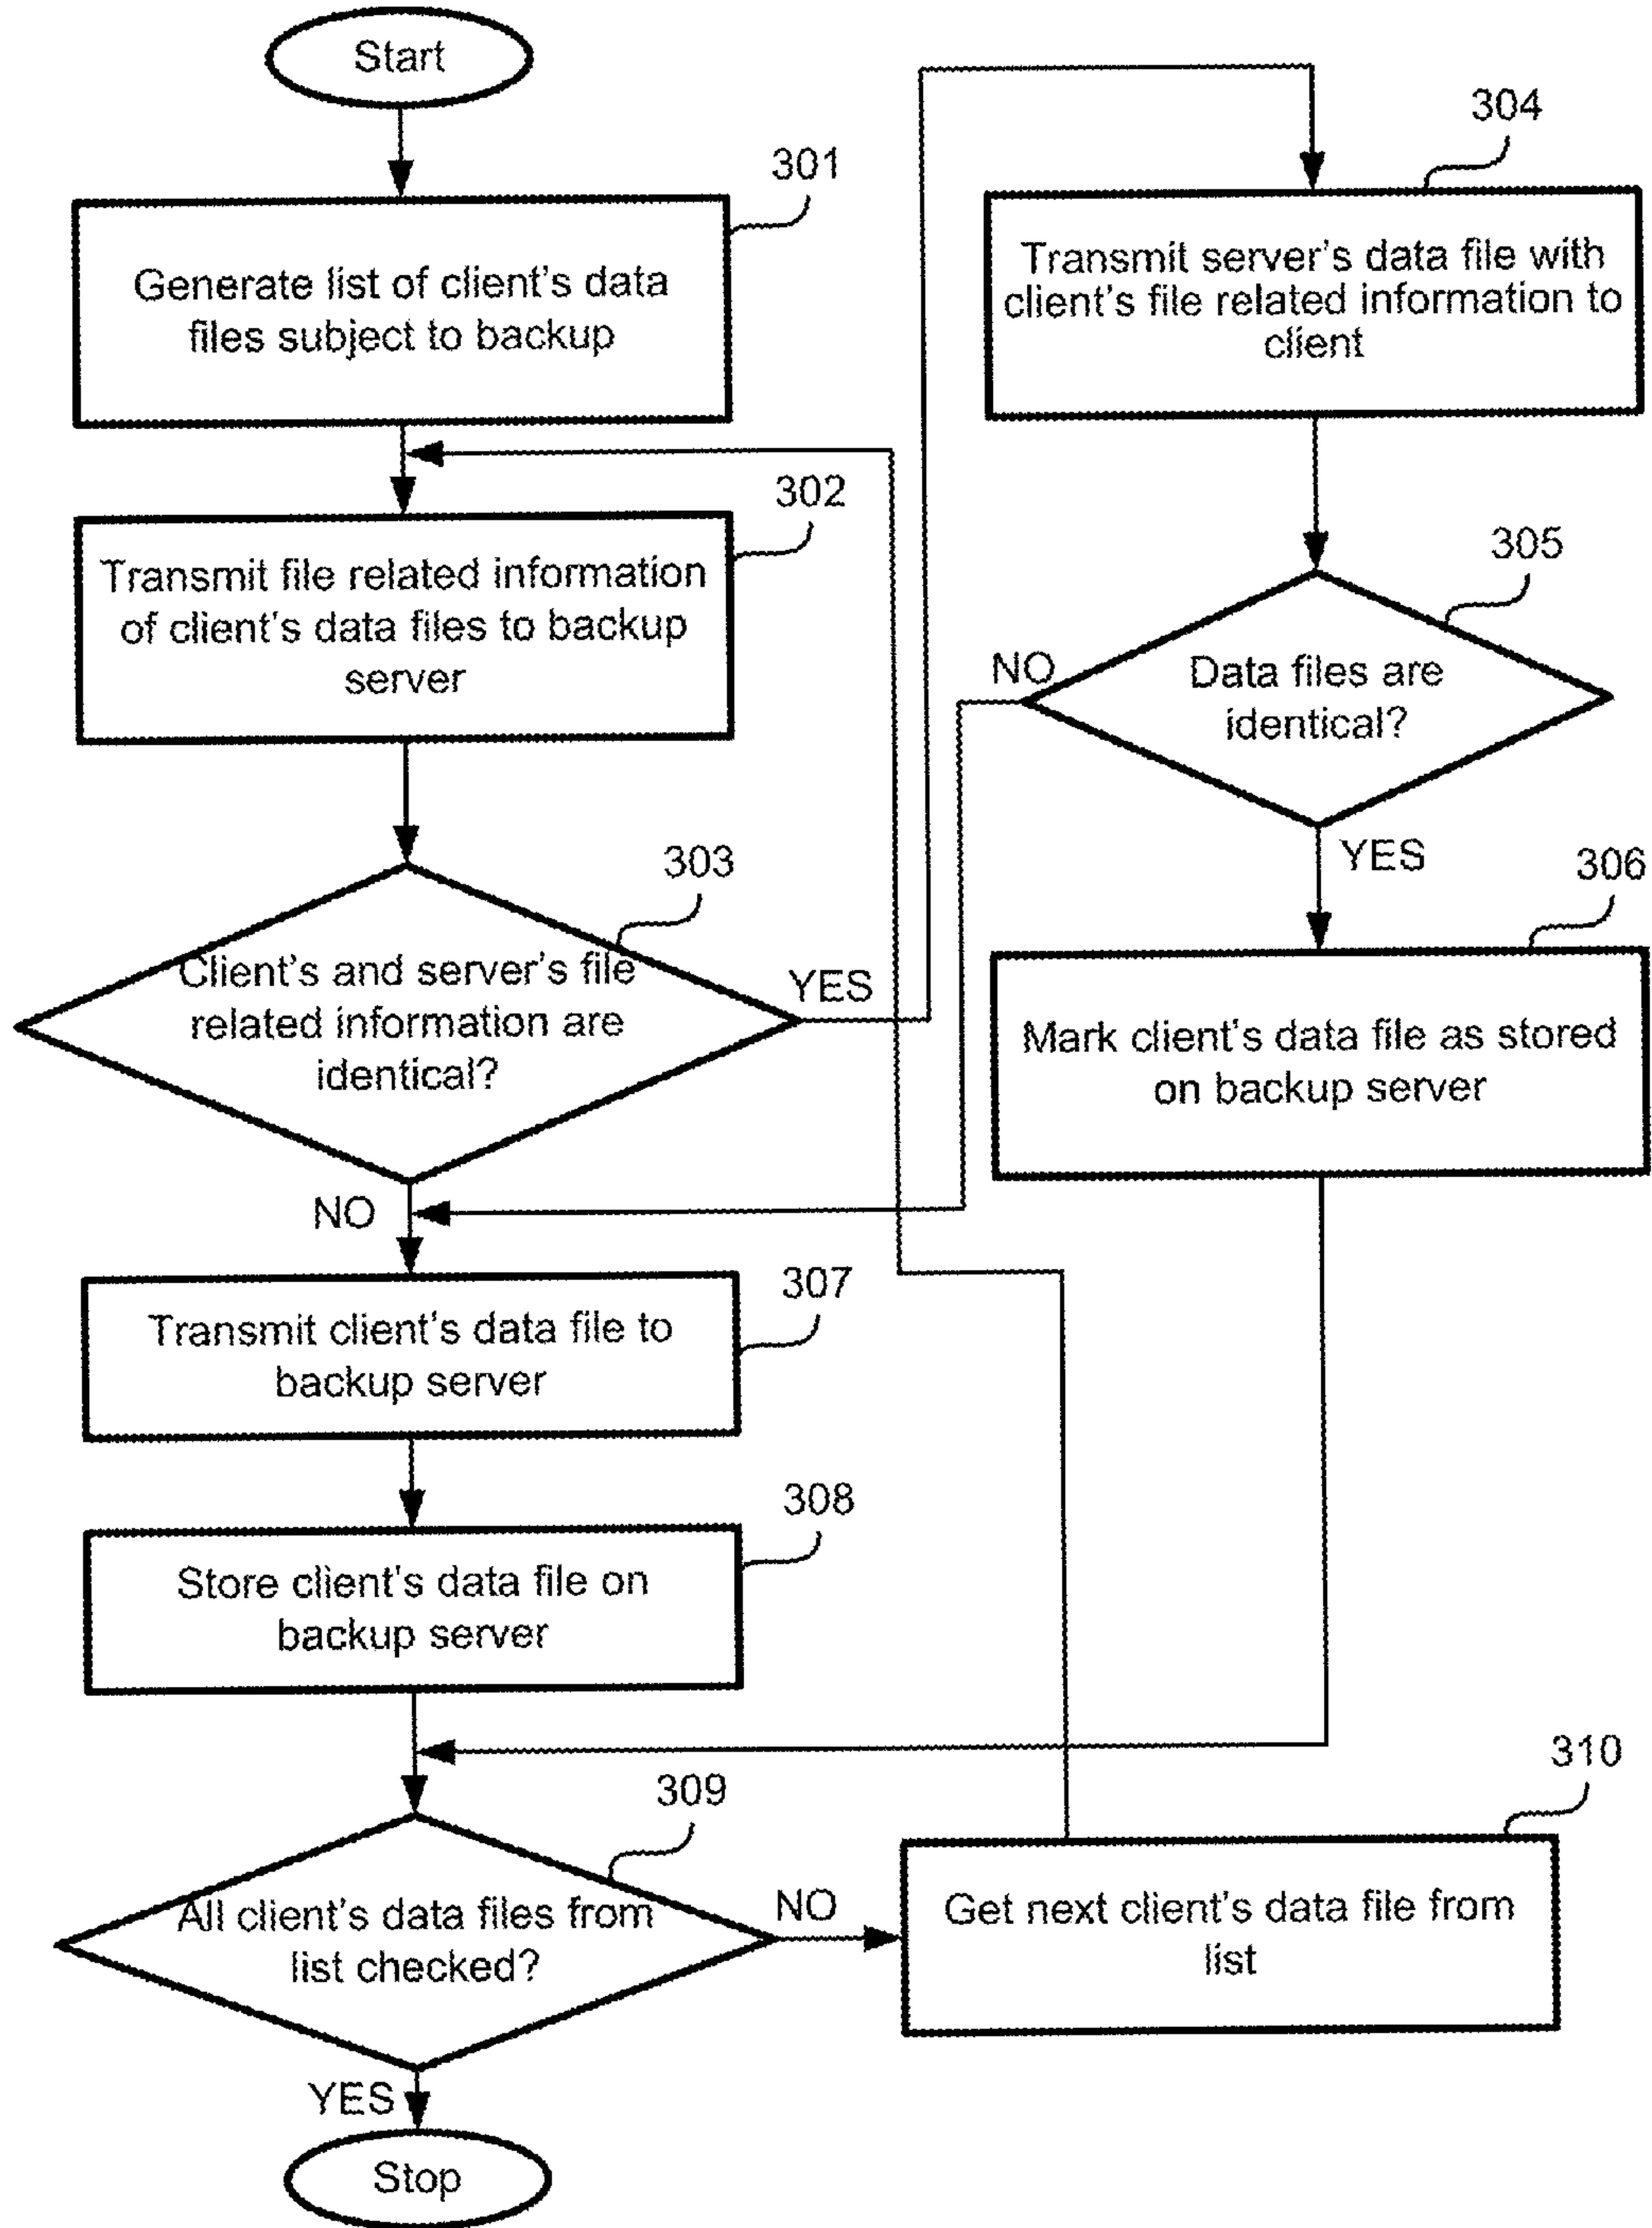 Start
301
Generate list of client's data
files subject to backup
302
Transmit file related information
of client's data files to backup
server
303
Client's and server's file
related information are
identical?
YES
NO
304
Transmit server's data file with
client's file related information to
client
305
Data files are
identical?
NO
YES
306
Mark client's data file as stored
on backup server
307
Transmit client's data file to
backup server
308
Store client's data file on
backup server
309
All client's data files from
list checked?
NO
YES
310
Get next client's data file from
list
Stop